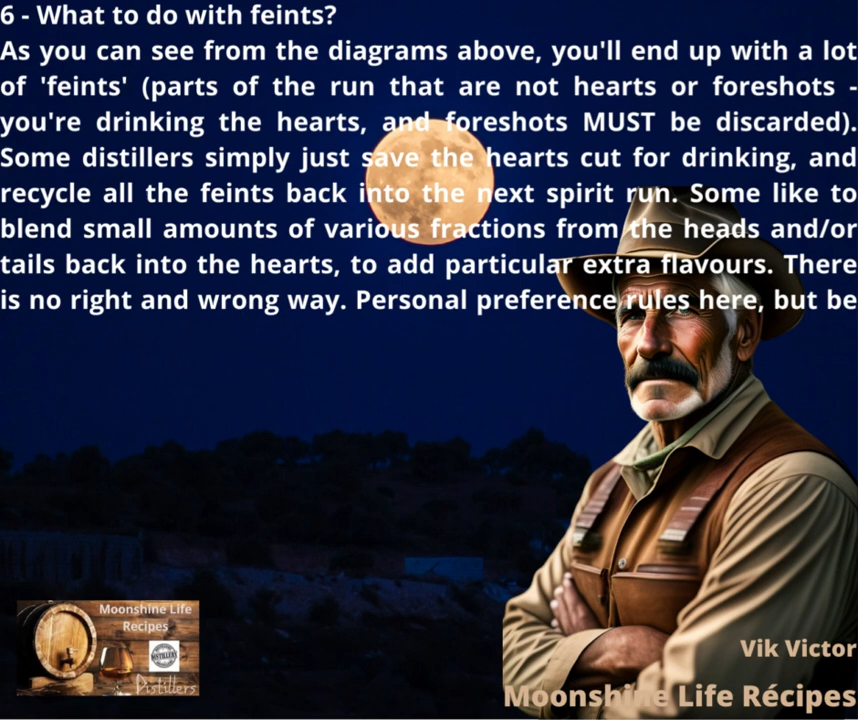 6 - What to do with feints?
As you can see from the diagrams above, you'll end up with a lot
of 'feints' (parts of the run that are not hearts or foreshots -
you're drinking the hearts, and foreshots MUST be discarded).
Some distillers simply just save the hearts cut for drinking, and
recycle all the feints back into the next spirit run. Some like to
blend small amounts of various fractions from the heads and/or
tails back into the hearts, to add particular extra flavours. There
is no right and wrong way. Personal preference rules here, but be
Moonshine Life
Recipes
DISTILLERS
Distillers
Vik Victor
Moonshine Life Récipes